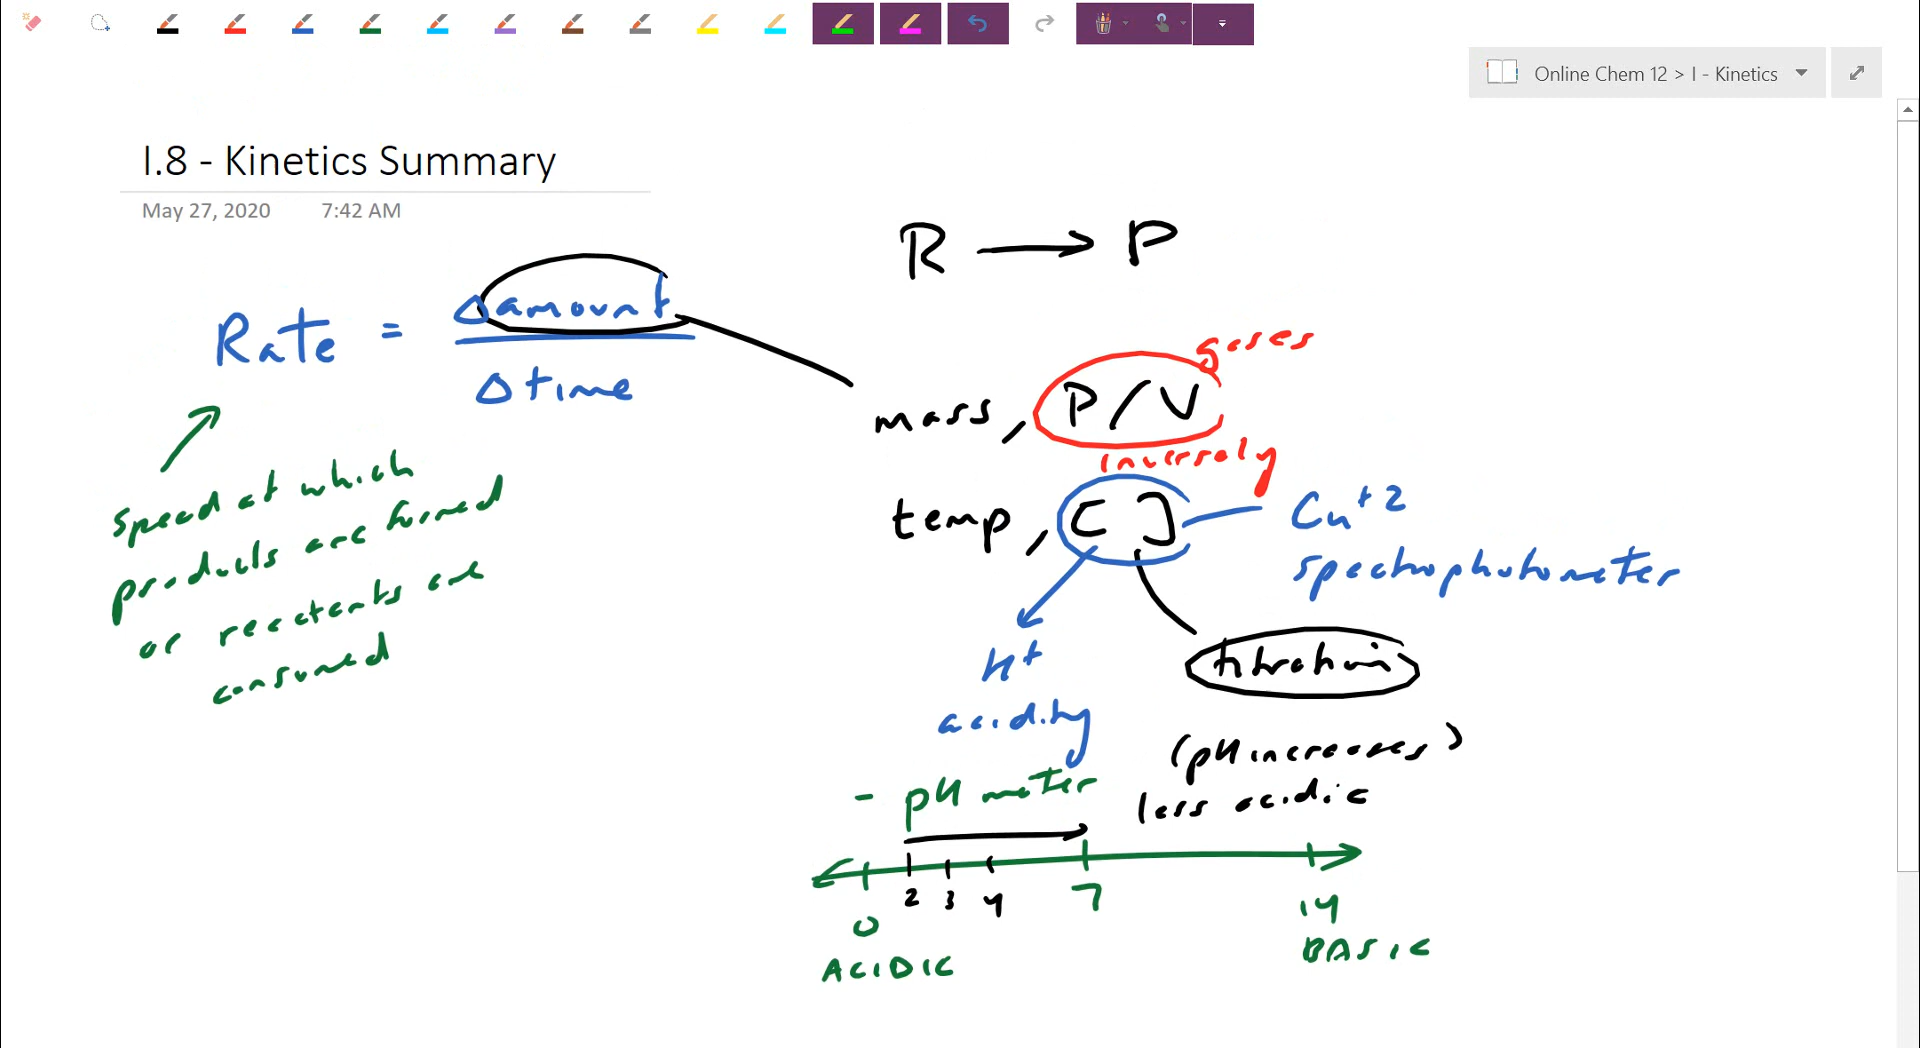 Online Chem 12 > I - Kinetics
I.8 - Kinetics Summary
May 27, 2020 7:42 AM
R → P
Rate = Δamount
Δtime
gases
mass, P/V
inversely
temp, [ ]
Cu+2
spectrophotometer
speed at which
products are formed
or reactants are
consumed
titration
H+
acidity
(pH increases)
less acidic
- pH meter
0 2 3 4 7 14
ACIDIC BASIC